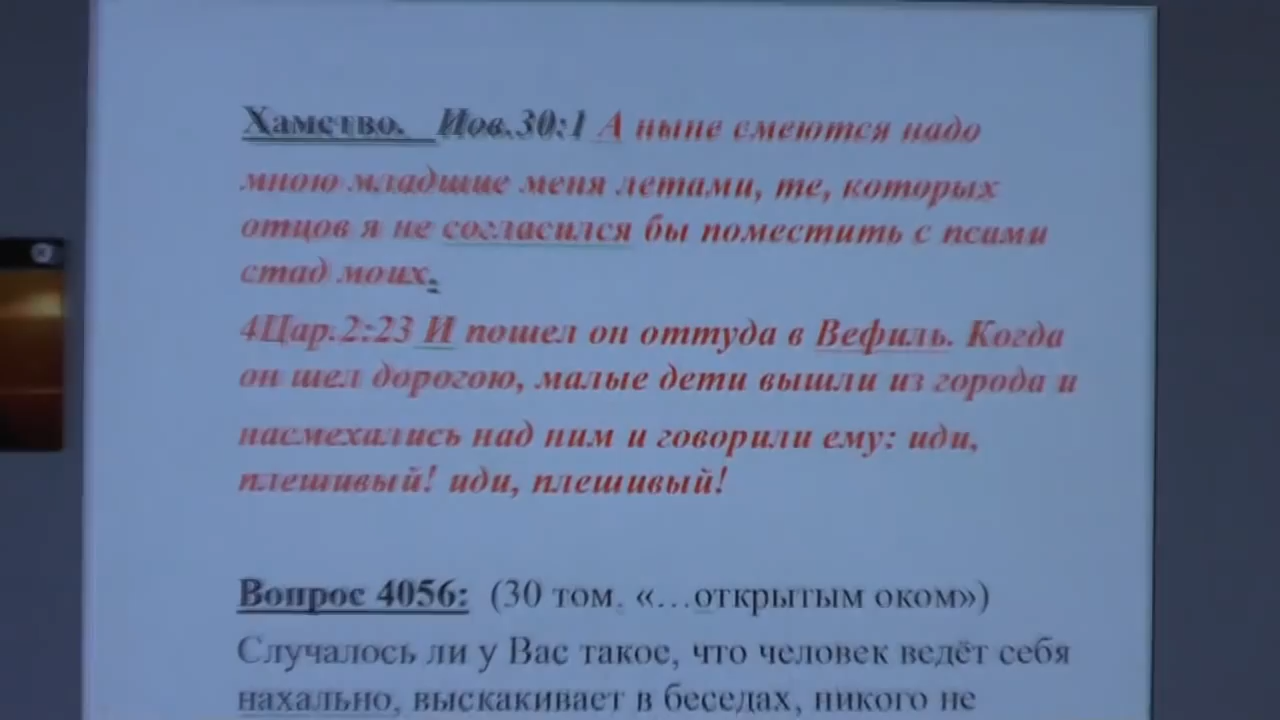 Хамство. Иов.30:1 А ныне смеются надо
мною младшие меня летами, те, которых
отцов я не согласился бы поместить с псами
стад моих.
4Цар.2:23 И пошел он оттуда в Вефиль. Когда
он шел дорогою, малые дети вышли из города и
насмехались над ним и говорили ему: иди,
плешивый! иди, плешивый!
Вопрос 4056: (30 том. «…открытым оком»)
Случалось ли у Вас такое, что человек ведёт себя
нахально, выскакивает в беседах, никого не